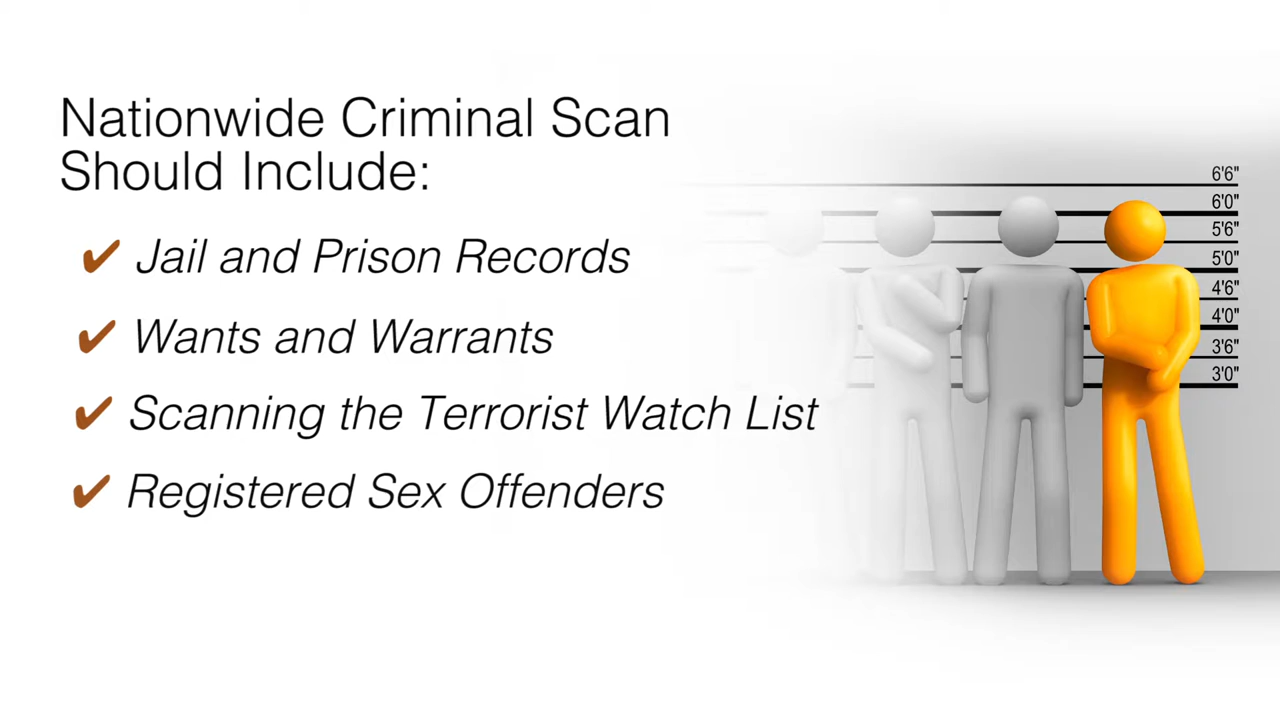 Nationwide Criminal Scan
Should Include:
✔ Jail and Prison Records
✔ Wants and Warrants
✔ Scanning the Terrorist Watch List
✔ Registered Sex Offenders
6'6"
6'0"
5'6"
5'0"
4'6"
4'0"
3'6"
3'0"